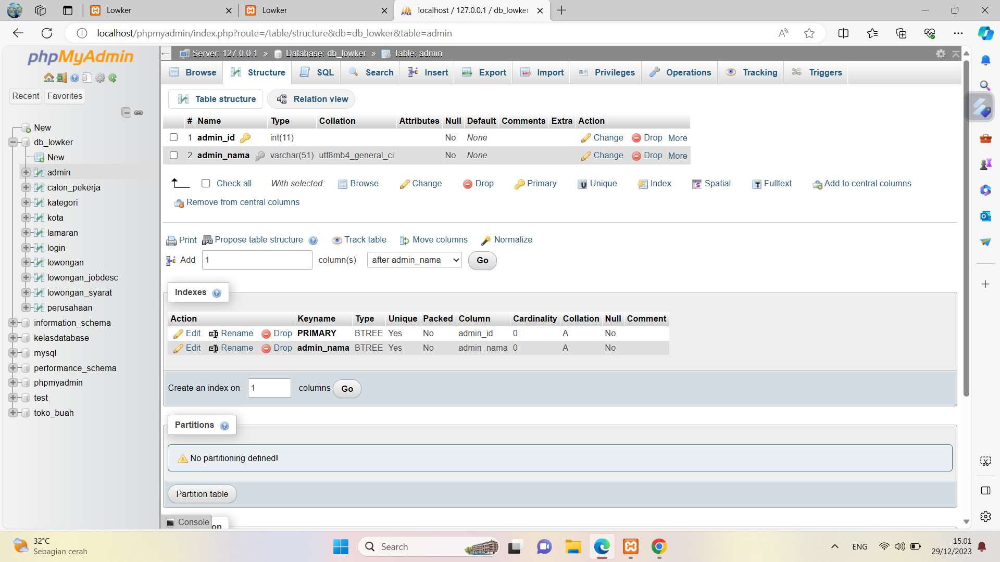 Lowker
Lowker
localhost / 127.0.0.1 / db_lowker
localhost/phpmyadmin/index.php?route=/table/structure&db=db_lowker&table=admin
phpMyAdmin
Recent
Favorites
New
db_lowker
New
admin
calon_pekerja
kategori
kota
lamaran
login
lowongan
lowongan_jobdesc
lowongan_syarat
perusahaan
information_schema
kelasdatabase
mysql
performance_schema
phpmyadmin
test
toko_buah
Server: 127.0.0.1 » Database: db_lowker » Table: admin
Browse Structure SQL Search Insert Export Import Privileges Operations Tracking Triggers
Table structure Relation view
# Name Type Collation Attributes Null Default Comments Extra Action
1 admin_id int(11) No None Change Drop More
2 admin_nama varchar(51) utf8mb4_general_ci No None Change Drop More
Check all With selected: Browse Change Drop Primary Unique Index Spatial Fulltext Add to central columns
Remove from central columns
Print Propose table structure Track table Move columns Normalize
Add 1 column(s) after admin_nama Go
Indexes
Action Keyname Type Unique Packed Column Cardinality Collation Null Comment
Edit Rename Drop PRIMARY BTREE Yes No admin_id 0 A No
Edit Rename Drop admin_nama BTREE Yes No admin_nama 0 A No
Create an index on 1 columns Go
Partitions
No partitioning defined!
Partition table
Console
on
32°C
Sebagian cerah
Search
ENG
15.01
29/12/2023